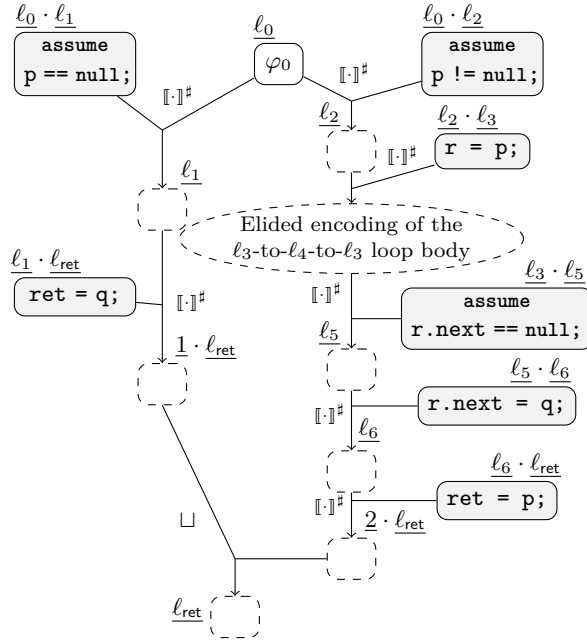 ℓ0 · ℓ1
ℓ0
ℓ0 · ℓ2
assume
p == null;
φ0
assume
p != null;
⟦·⟧♯
⟦·⟧♯
ℓ2
ℓ2 · ℓ3
r = p;
⟦·⟧♯
ℓ1
Elided encoding of the
ℓ3-to-ℓ4-to-ℓ3 loop body
ℓ1 · ℓret
ret = q;
⟦·⟧♯
⟦·⟧♯
ℓ3 · ℓ5
assume
r.next == null;
ℓ5
1 · ℓret
ℓ5 · ℓ6
r.next = q;
⟦·⟧♯
ℓ6
ℓ6 · ℓret
ret = p;
⟦·⟧♯
2 · ℓret
⊔
ℓret